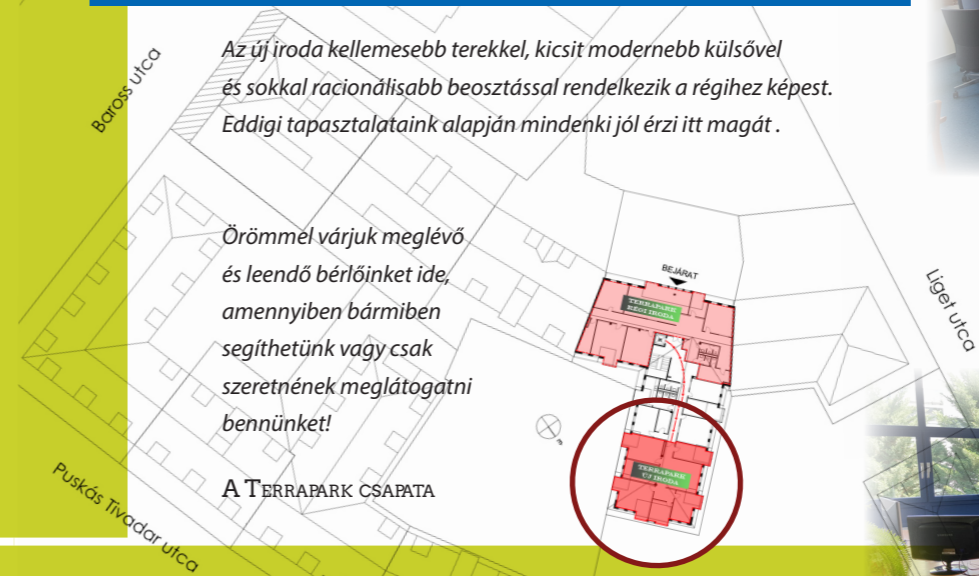 Az új iroda kellemesebb terekkel, kicsit modernebb külsővel
és sokkal racionálisabb beosztással rendelkezik a régihez képest.
Eddigi tapasztalataink alapján mindenki jól érzi itt magát .
Baross utca
Örömmel várjuk meglévő
és leendő bérlőinket ide,
amennyiben bármiben
segíthetünk vagy csak
szeretnének meglátogatni
bennünket!
A TERRAPARK CSAPATA
BEJÁRAT
TERRAPARK
RÉGI IRODA
Liget utca
TERRAPARK
ÚJ IRODA
Puskás Tivadar utca